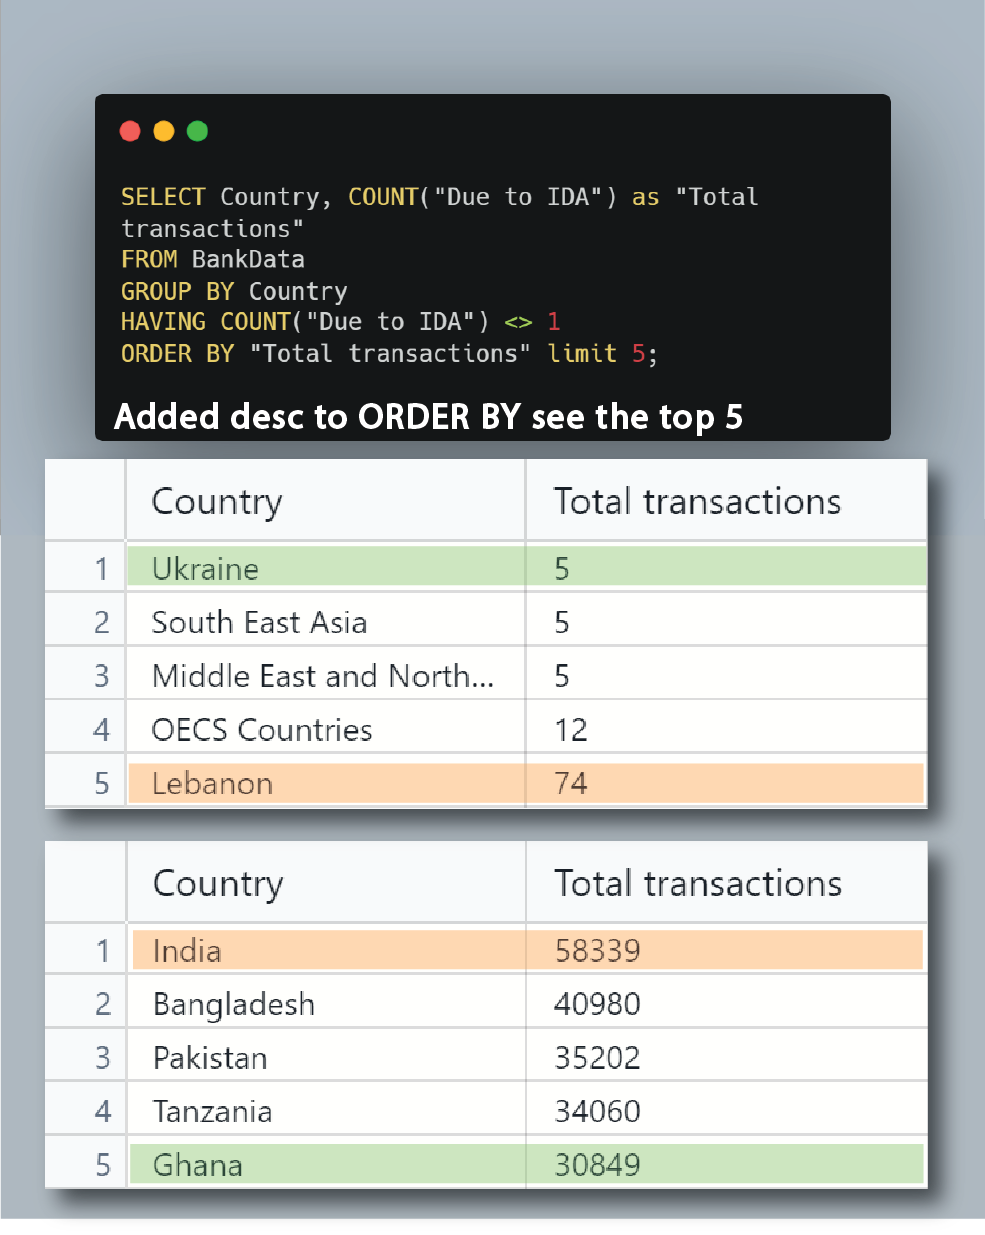 SELECT Country, COUNT("Due to IDA") as "Total
transactions"
FROM BankData
GROUP BY Country
HAVING COUNT("Due to IDA") <> 1
ORDER BY "Total transactions" limit 5;
Added desc to ORDER BY see the top 5
Country Total transactions
1 Ukraine 5
2 South East Asia 5
3 Middle East and North... 5
4 OECS Countries 12
5 Lebanon 74
Country Total transactions
1 India 58339
2 Bangladesh 40980
3 Pakistan 35202
4 Tanzania 34060
5 Ghana 30849